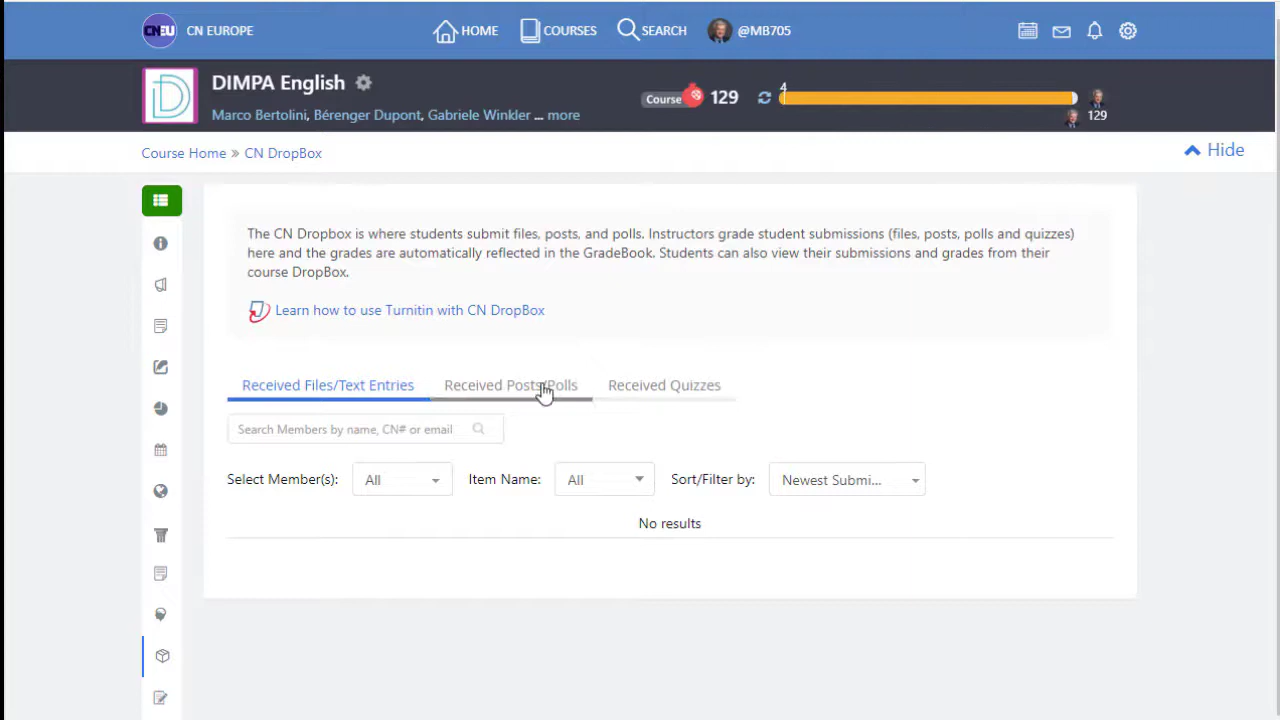 CNEU CN EUROPE HOME COURSES SEARCH @MB705
DIMPA English
Marco Bertolini, Bérenger Dupont, Gabriele Winkler ... more
Course 129 4 129
Course Home » CN DropBox Hide
The CN Dropbox is where students submit files, posts, and polls. Instructors grade student submissions (files, posts, polls and quizzes)
here and the grades are automatically reflected in the GradeBook. Students can also view their submissions and grades from their
course DropBox.
Learn how to use Turnitin with CN DropBox
Received Files/Text Entries Received Posts/Polls Received Quizzes
Search Members by name, CN# or email
Select Member(s): All Item Name: All Sort/Filter by: Newest Submi...
No results